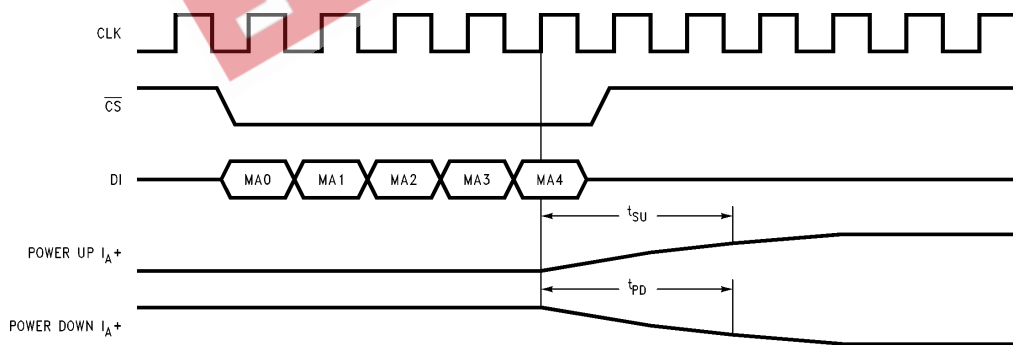 CLK
CS
DI
MA0 MA1 MA2 MA3 MA4
tSU
POWER UP IA+
tPD
POWER DOWN IA+